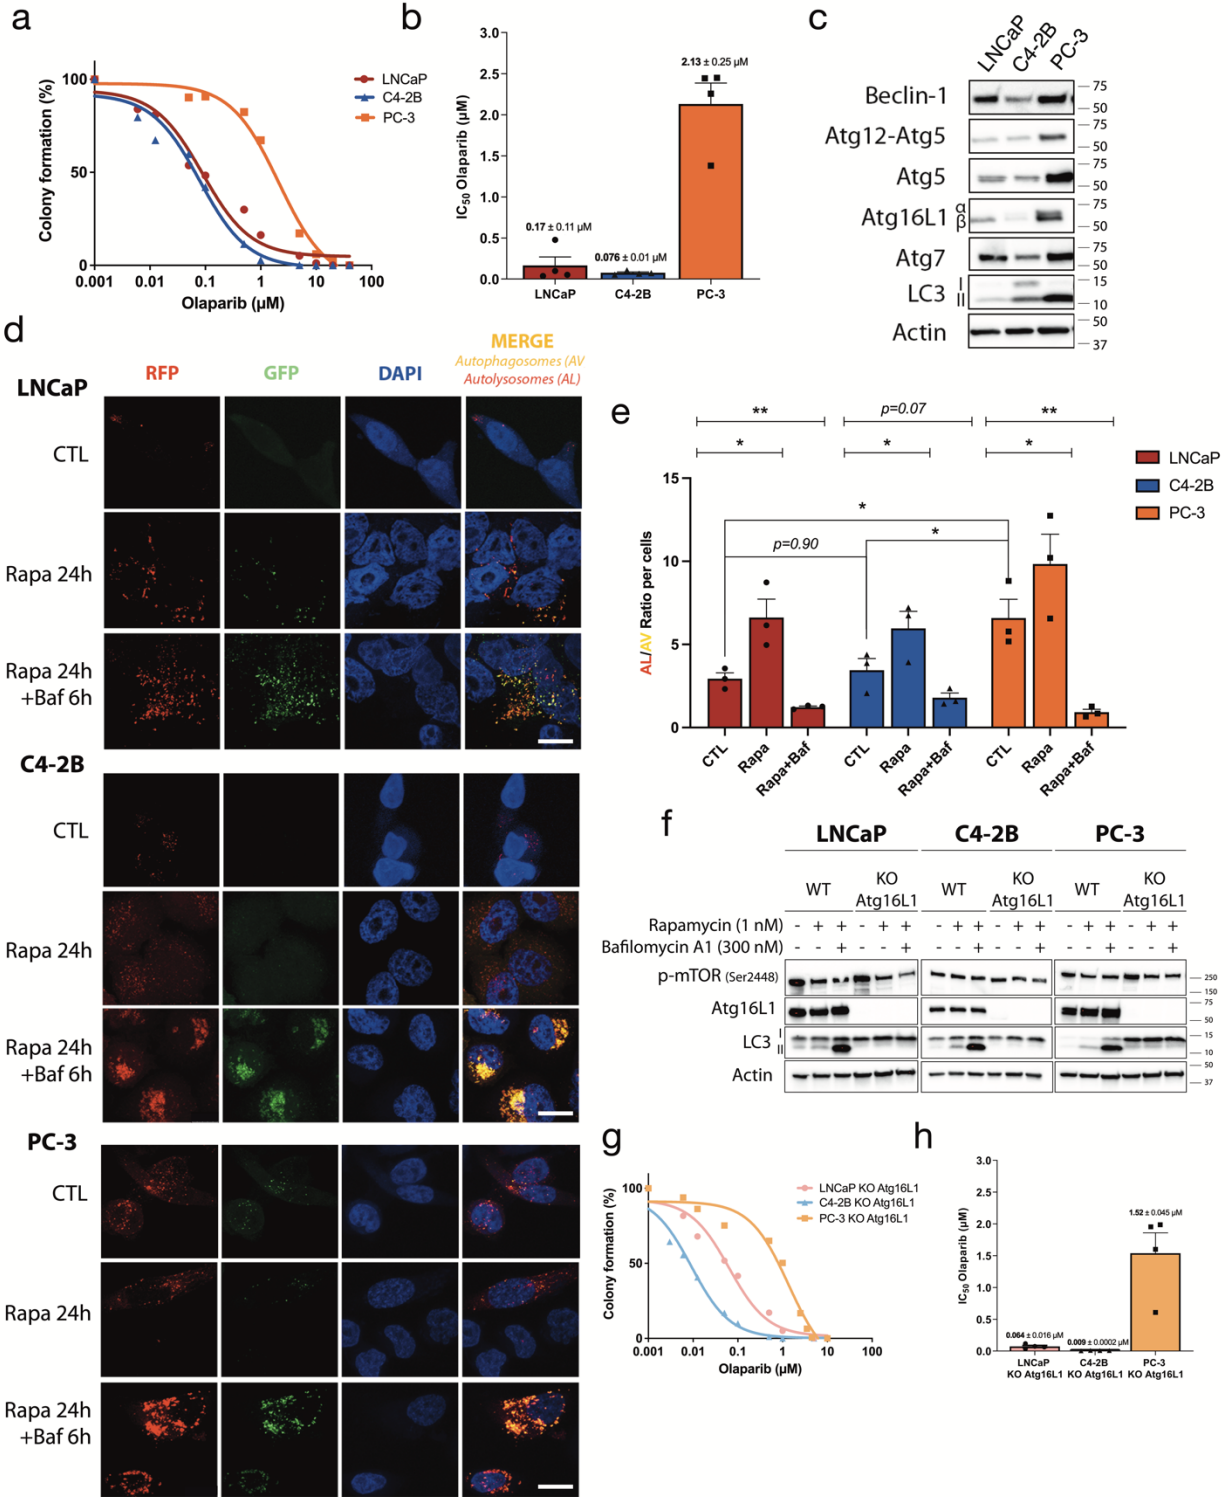 a
Colony formation (%)
100
50
0
0.001 0.01 0.1 1 10 100
Olaparib (µM)
LNCaP
C4-2B
PC-3
b
IC50 Olaparib (µM)
3.0
2.5
2.0
1.5
1.0
0.5
0.0
0.17 ± 0.11 µM
0.076 ± 0.01 µM
2.13 ± 0.25 µM
LNCaP C4-2B PC-3
c
LNCaP C4-2B PC-3
Beclin-1 75 50
Atg12-Atg5 75 50
Atg5 75 50
Atg16L1 α β 75 50
Atg7 75 50
LC3 I II 15 10
Actin 50 37
d
MERGE
Autophagosomes (AV
Autolysosomes (AL)
RFP GFP DAPI
LNCaP
CTL
Rapa 24h
Rapa 24h
+Baf 6h
C4-2B
CTL
Rapa 24h
Rapa 24h
+Baf 6h
PC-3
CTL
Rapa 24h
Rapa 24h
+Baf 6h
e
** p=0.07 **
* * *
LNCaP
C4-2B
PC-3
AL/AV Ratio per cells
15
10
5
0
*
*
p=0.90
CTL Rapa Rapa+Baf CTL Rapa Rapa+Baf CTL Rapa Rapa+Baf
f
LNCaP C4-2B PC-3
WT KO Atg16L1 WT KO Atg16L1 WT KO Atg16L1
Rapamycin (1 nM) - + + - + + - + + - + + - + + - + +
Bafilomycin A1 (300 nM) - - + - - + - - + - - + - - + - - +
p-mTOR (Ser2448) 250 150
Atg16L1 75 50
LC3 I II 15 10
Actin 50 37
g
Colony formation (%)
100
50
0
0.001 0.01 0.1 1 10 100
Olaparib (µM)
LNCaP KO Atg16L1
C4-2B KO Atg16L1
PC-3 KO Atg16L1
h
IC50 Olaparib (µM)
3.0
2.5
2.0
1.5
1.0
0.5
0.0
0.064 ± 0.016 µM
0.009 ± 0.0002 µM
1.52 ± 0.045 µM
LNCaP C4-2B PC-3
KO Atg16L1 KO Atg16L1 KO Atg16L1